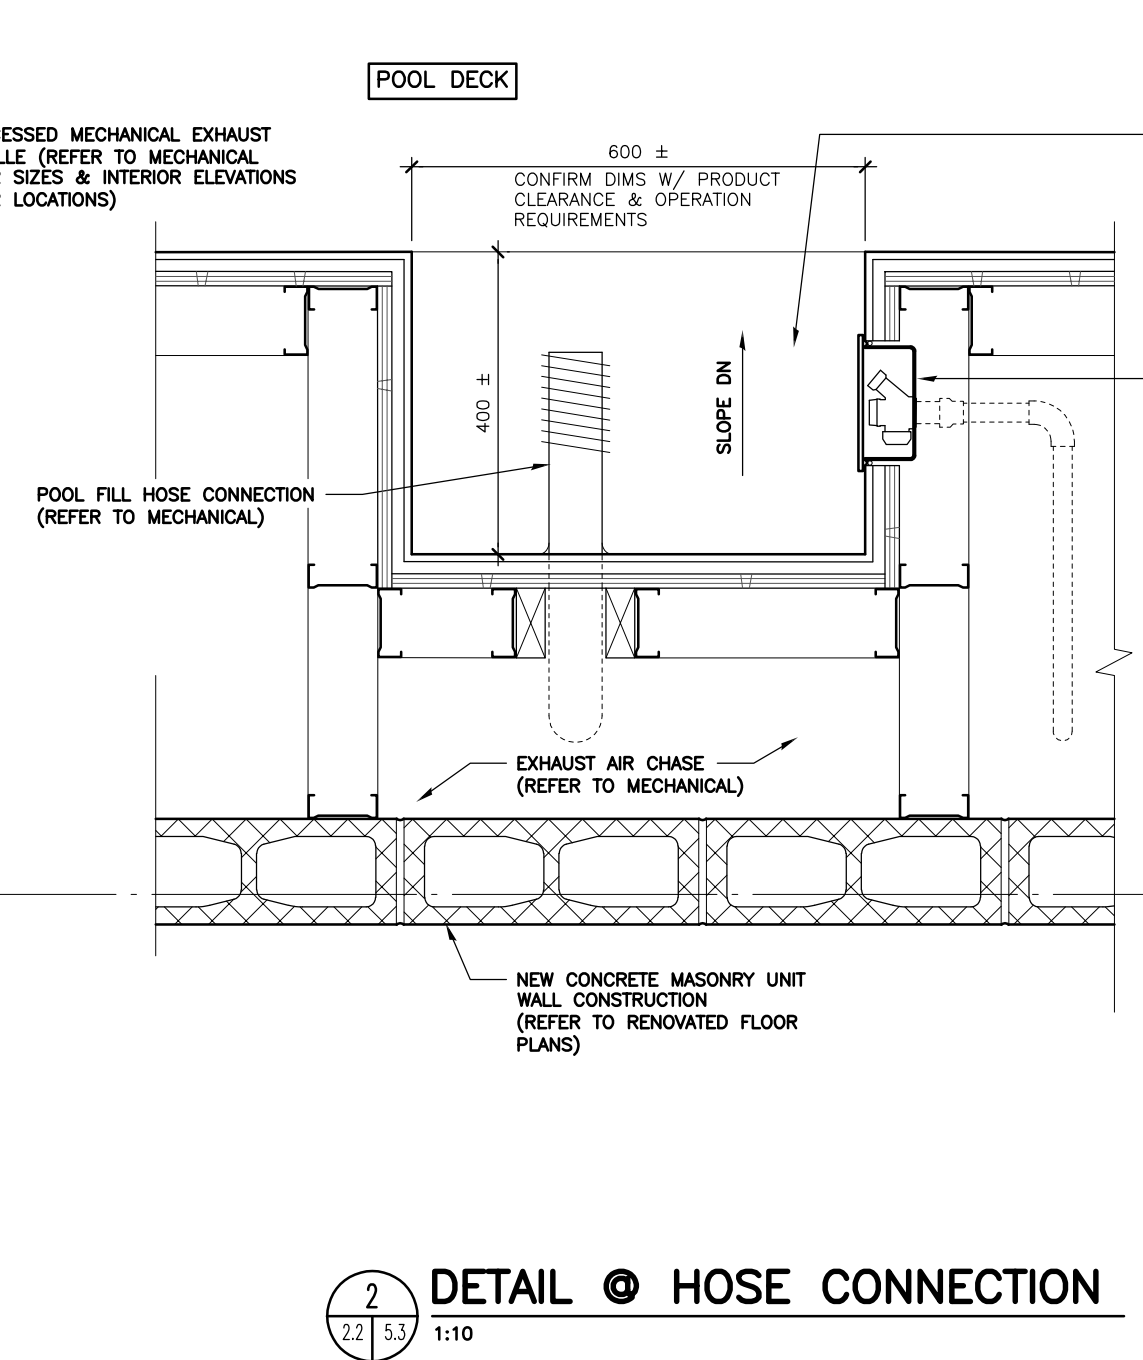 POOL DECK
MECHANICAL EXHAUST
(REFER TO MECHANICAL
SIZES & INTERIOR ELEVATIONS
LOCATIONS)
600 ±
CONFIRM DIMS W/ PRODUCT
CLEARANCE & OPERATION
REQUIREMENTS
400 ±
SLOPE DN
POOL FILL HOSE CONNECTION
(REFER TO MECHANICAL)
EXHAUST AIR CHASE
(REFER TO MECHANICAL)
NEW CONCRETE MASONRY UNIT
WALL CONSTRUCTION
(REFER TO RENOVATED FLOOR
PLANS)
2
2.2 5.3
DETAIL @ HOSE CONNECTION
1:10